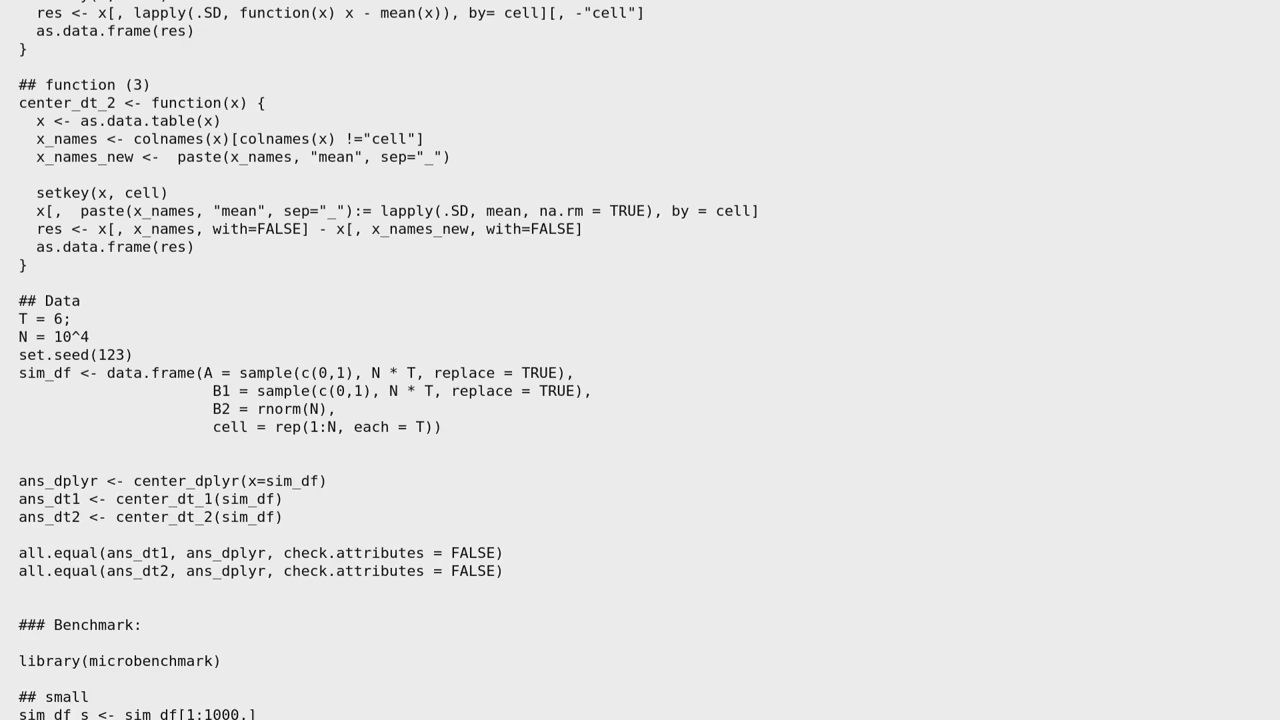 res <- x[, lapply(.SD, function(x) x - mean(x)), by= cell][, -"cell"]
as.data.frame(res)
}
## function (3)
center_dt_2 <- function(x) {
x <- as.data.table(x)
x_names <- colnames(x)[colnames(x) !="cell"]
x_names_new <-  paste(x_names, "mean", sep="_")
setkey(x, cell)
x[,  paste(x_names, "mean", sep="_"):= lapply(.SD, mean, na.rm = TRUE), by = cell]
res <- x[, x_names, with=FALSE] - x[, x_names_new, with=FALSE]
as.data.frame(res)
}
## Data
T = 6;
N = 10^4
set.seed(123)
sim_df <- data.frame(A = sample(c(0,1), N * T, replace = TRUE),
B1 = sample(c(0,1), N * T, replace = TRUE),
B2 = rnorm(N),
cell = rep(1:N, each = T))
ans_dplyr <- center_dplyr(x=sim_df)
ans_dt1 <- center_dt_1(sim_df)
ans_dt2 <- center_dt_2(sim_df)
all.equal(ans_dt1, ans_dplyr, check.attributes = FALSE)
all.equal(ans_dt2, ans_dplyr, check.attributes = FALSE)
### Benchmark:
library(microbenchmark)
## small
sim_df_s <- sim_df[1:1000,]